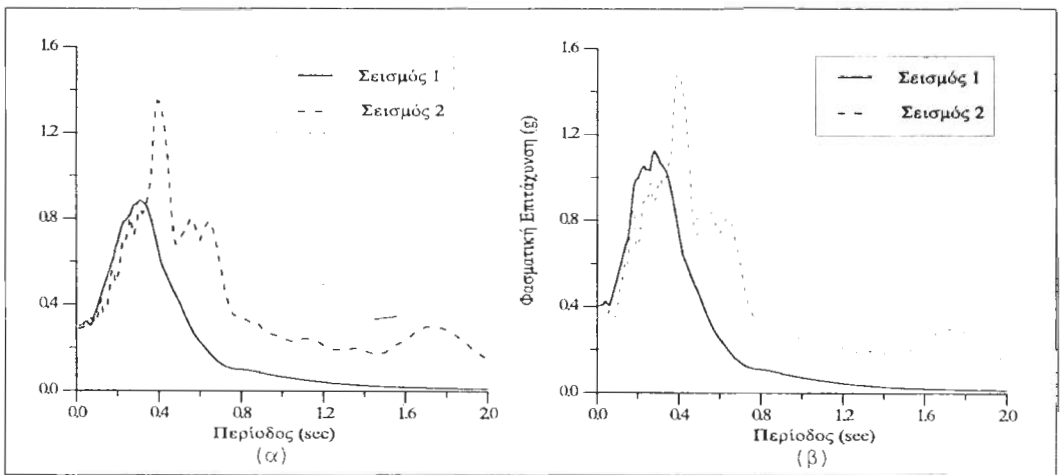 1.6
1.2
0.8
0.4
0.0
Σεισμός 1
Σεισμός 2
0.0 0.4 0.8 1.2 1.6 2.0
Περίοδος (sec)
(α)
Φασματική Επιτάχυνση (g)
1.6
1.2
0.8
0.4
0.0
Σεισμός 1
Σεισμός 2
0.0 0.4 0.8 1.2 1.6 2.0
Περίοδος (sec)
(β)